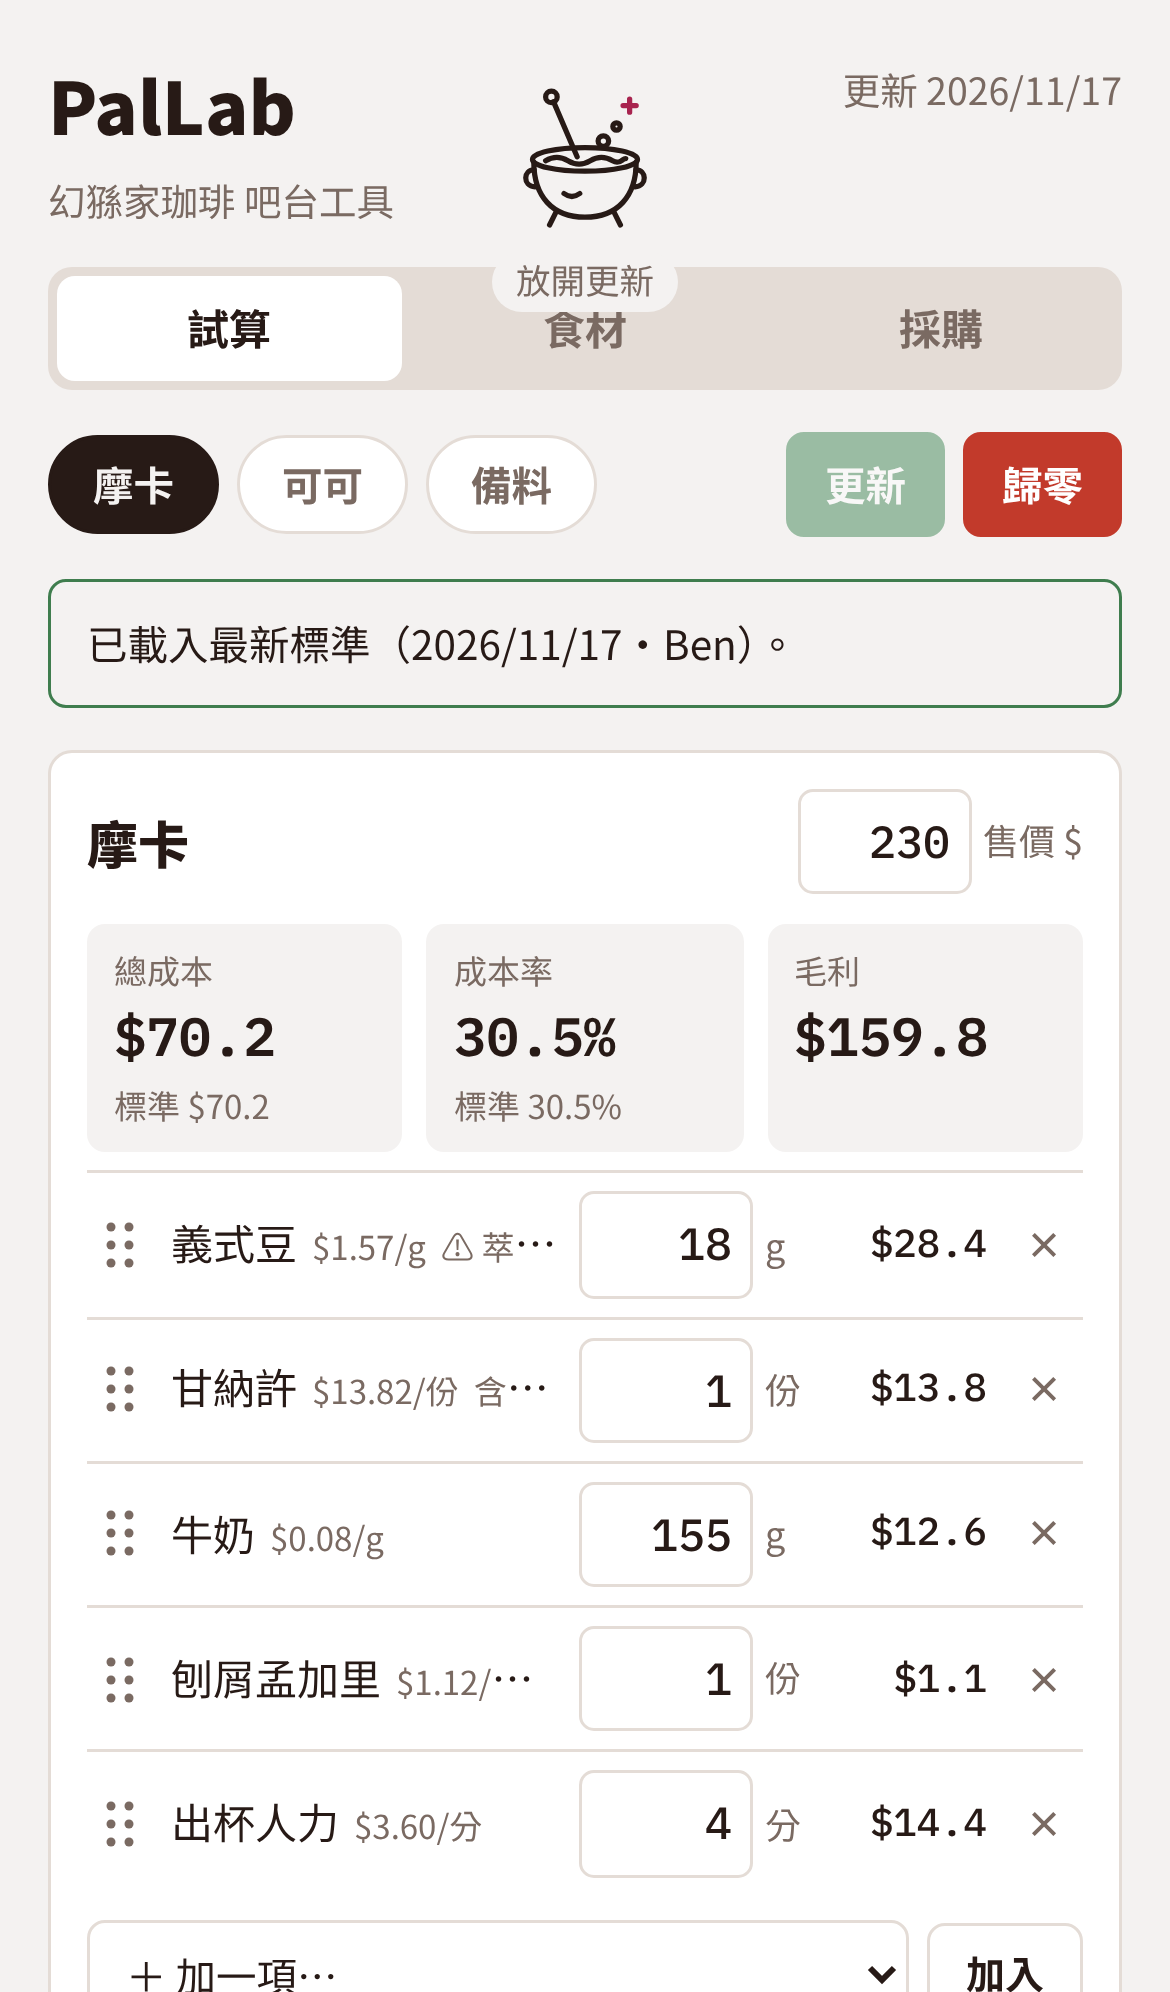 PalLab
更新 2026/11/17
幻猻家珈琲 吧台工具
放開更新
試算 食材 採購
摩卡 可可 備料 更新 歸零
已載入最新標準（2026/11/17・Ben）。
摩卡 230 售價 $
總成本 成本率 毛利
$70.2 30.5% $159.8
標準 $70.2 標準 30.5%
義式豆 $1.57/g ⚠ 萃… 18 g $28.4 ×
甘納許 $13.82/份 含… 1 份 $13.8 ×
牛奶 $0.08/g 155 g $12.6 ×
刨屑孟加里 $1.12/… 1 份 $1.1 ×
出杯人力 $3.60/分 4 分 $14.4 ×
＋ 加一項… 加入